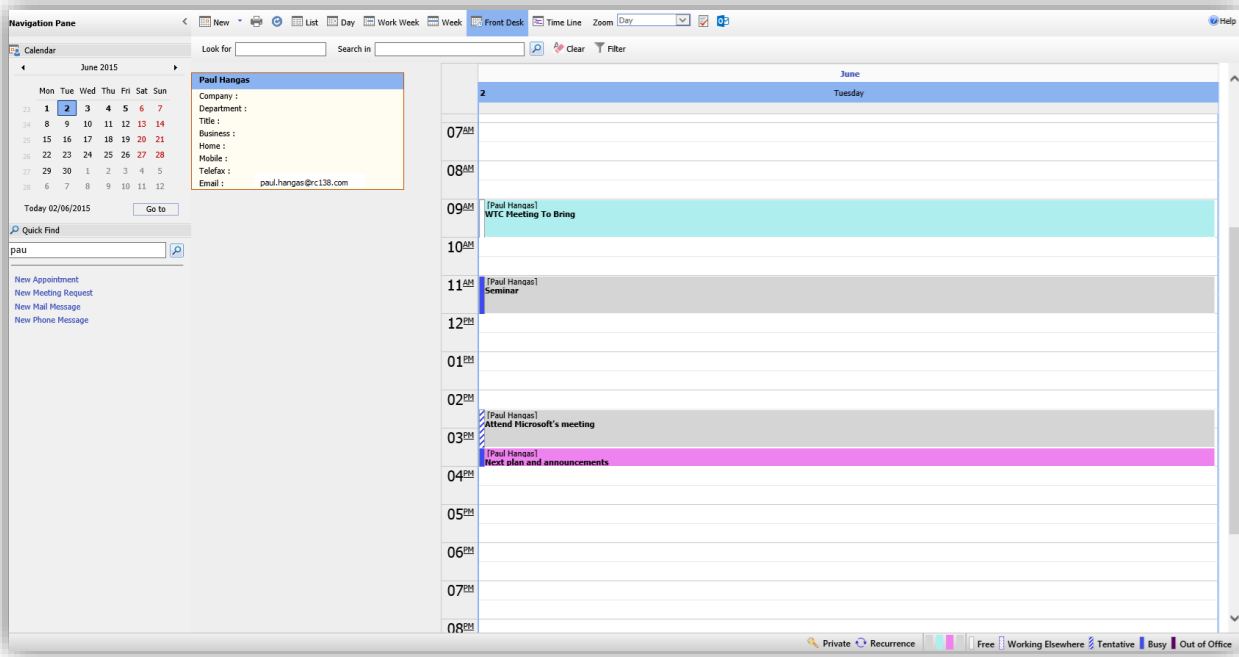 Navigation Pane
New
List
Day
Work Week
Week
Front Desk
Time Line
Zoom
Day
Help
Calendar
Look for
Search in
Clear
Filter
June 2015
Mon Tue Wed Thu Fri Sat Sun
23 1 2 3 4 5 6 7
24 8 9 10 11 12 13 14
25 15 16 17 18 19 20 21
26 22 23 24 25 26 27 28
27 29 30 1 2 3 4 5
28 6 7 8 9 10 11 12
Today 02/06/2015
Go to
Quick Find
pau
New Appointment
New Meeting Request
New Mail Message
New Phone Message
Paul Hangas
Company :
Department :
Title :
Business :
Home :
Mobile :
Telefax :
Email : paul.hangas@rc138.com
June
2 Tuesday
07AM
08AM
09AM
[Paul Hangas]
WTC Meeting To Bring
10AM
11AM
[Paul Hangas]
Seminar
12PM
01PM
02PM
[Paul Hangas]
Attend Microsoft's meeting
03PM
[Paul Hangas]
Next plan and announcements
04PM
05PM
06PM
07PM
08PM
Private
Recurrence
Free
Working Elsewhere
Tentative
Busy
Out of Office